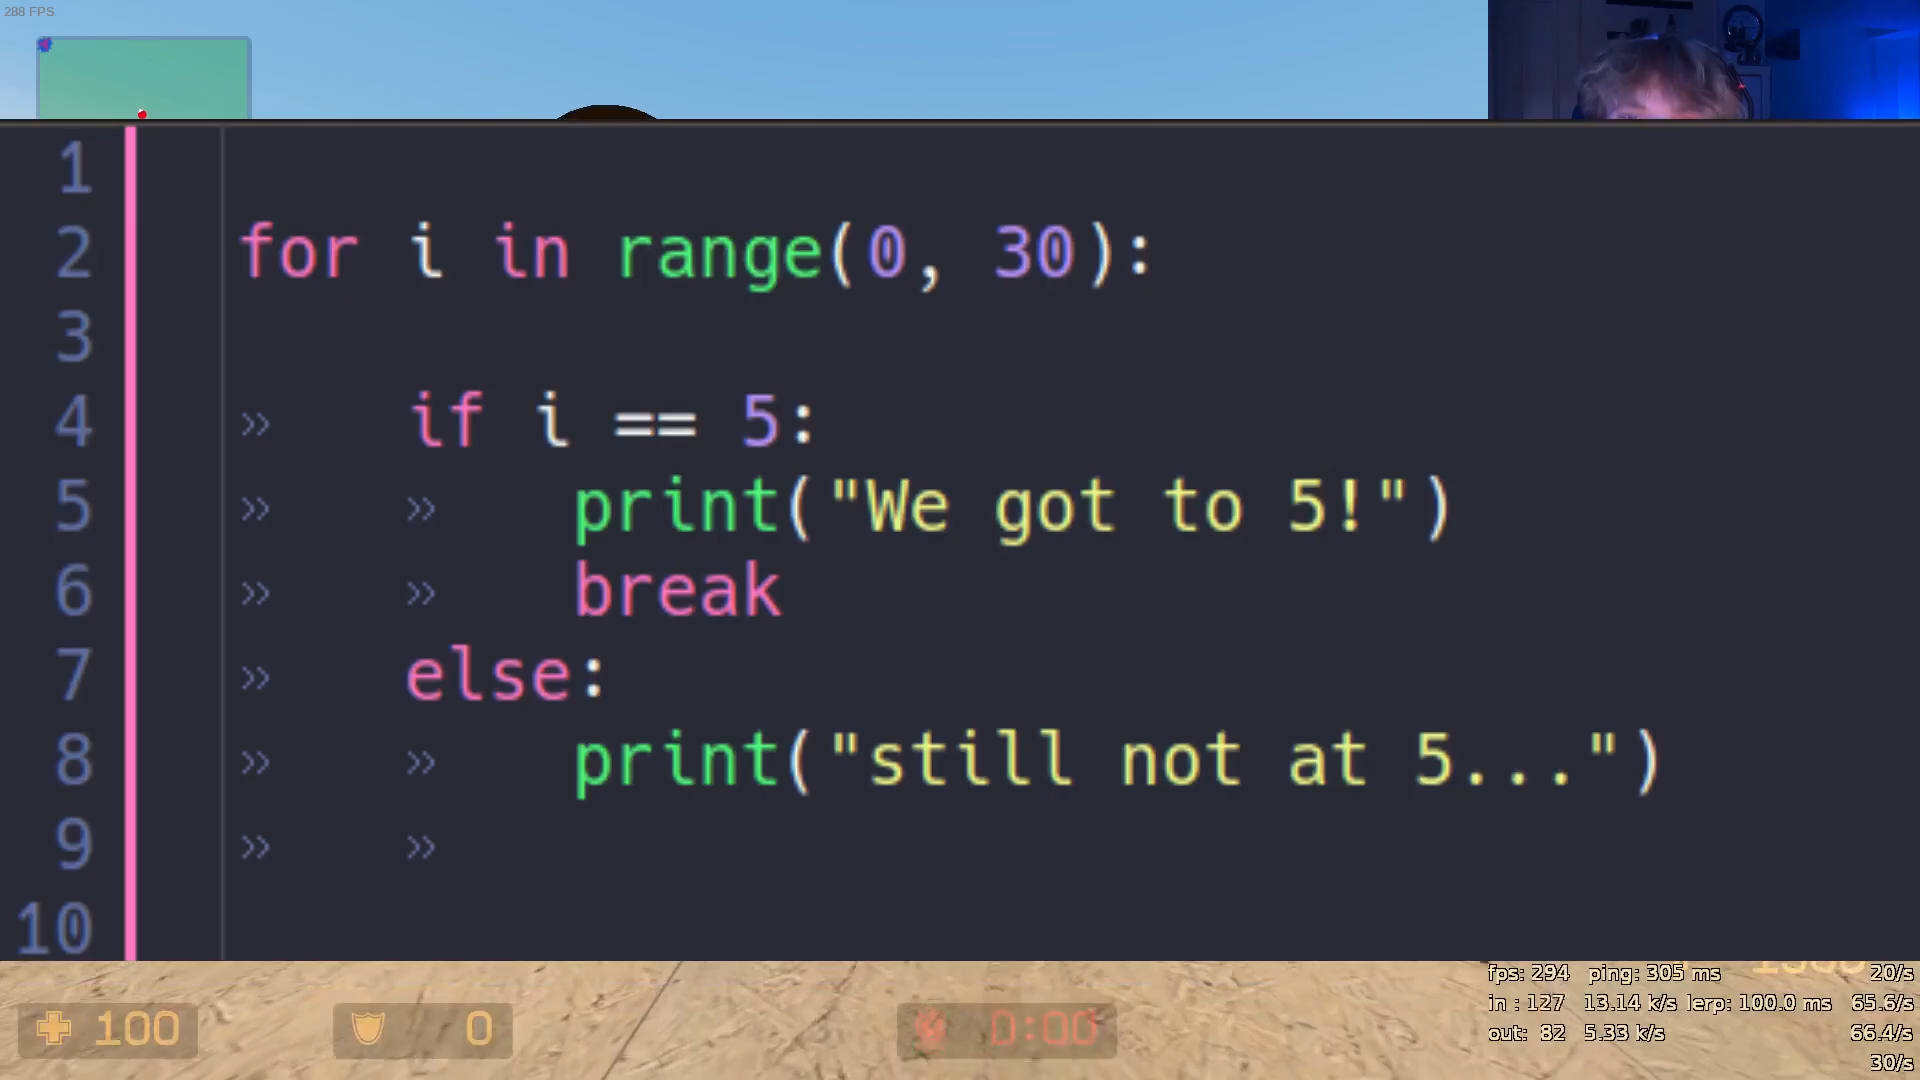 288 FPS
1
2 for i in range(0, 30):
3
4 » if i == 5:
5 » » print("We got to 5!")
6 » » break
7 » else:
8 » » print("still not at 5...")
9 » »
10
fps: 294 ping: 305 ms 20/s
in : 127 13.14 k/s lerp: 100.0 ms 65.6/s
out: 82 5.33 k/s 66.4/s
30/s
100 0 0:00